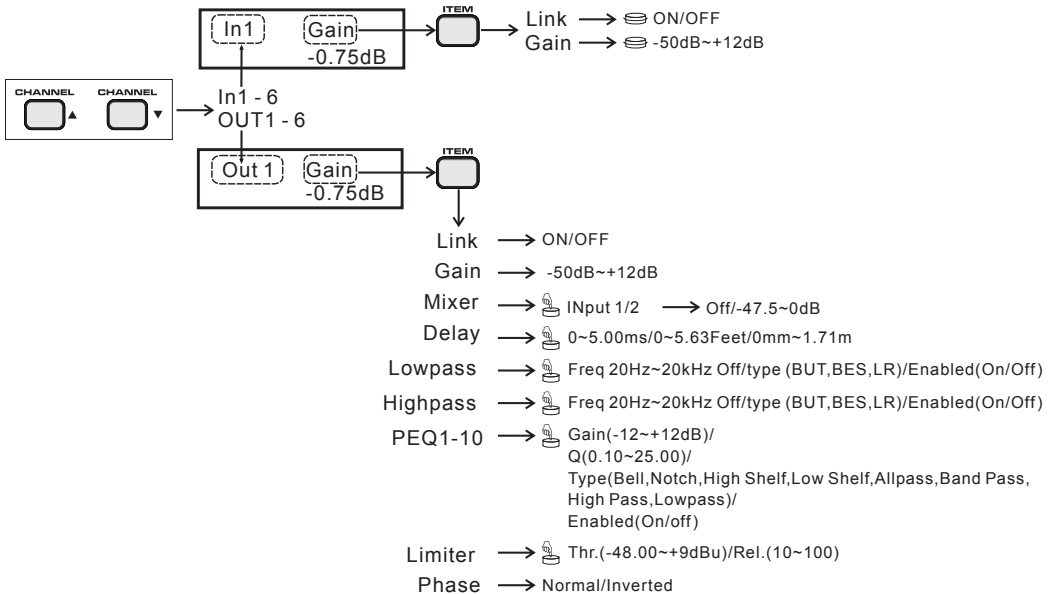 In1 Gain
-0.75dB
ITEM
Link ON/OFF
Gain -50dB~+12dB
CHANNEL CHANNEL
In1 - 6
OUT1 - 6
Out 1 Gain
-0.75dB
ITEM
Link ON/OFF
Gain -50dB~+12dB
Mixer INput 1/2 Off/-47.5~0dB
Delay 0~5.00ms/0~5.63Feet/0mm~1.71m
Lowpass Freq 20Hz~20kHz Off/type (BUT,BES,LR)/Enabled(On/Off)
Highpass Freq 20Hz~20kHz Off/type (BUT,BES,LR)/Enabled(On/Off)
PEQ1-10 Gain(-12~+12dB)/
Q(0.10~25.00)/
Type(Bell,Notch,High Shelf,Low Shelf,Allpass,Band Pass,
High Pass,Lowpass)/
Enabled(On/off)
Limiter Thr.(-48.00~+9dBu)/Rel.(10~100)
Phase Normal/Inverted